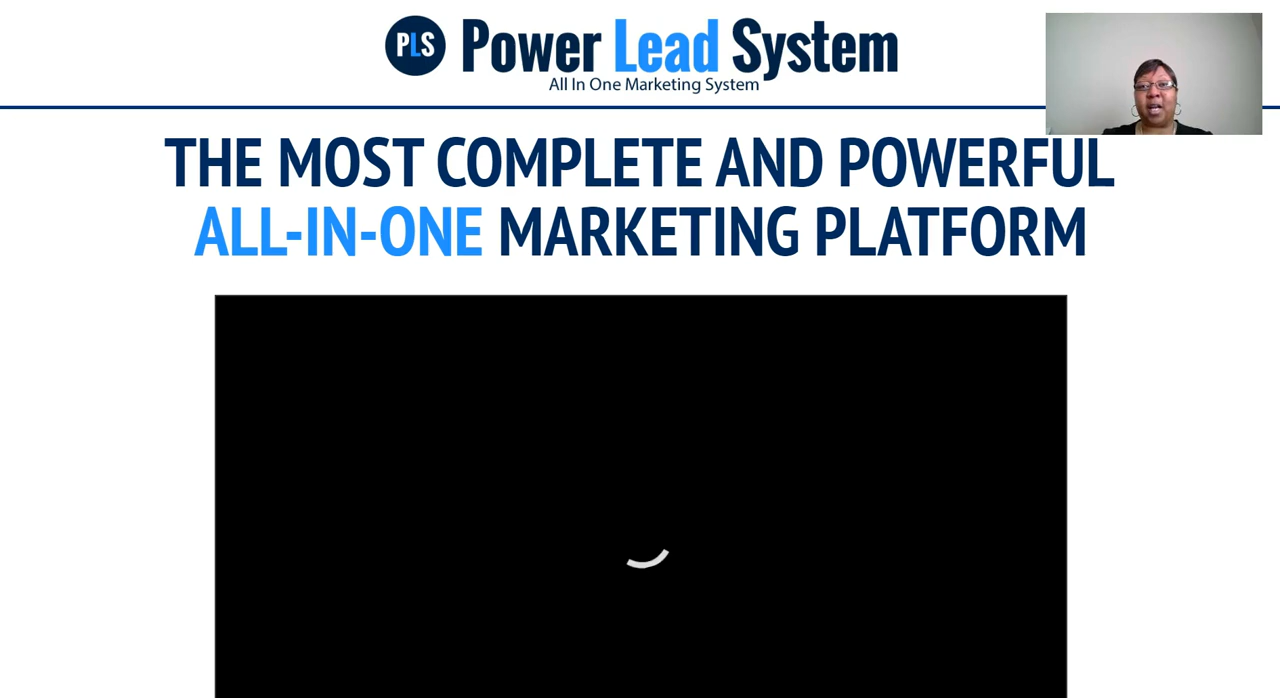 PLS Power Lead System
All In One Marketing System
THE MOST COMPLETE AND POWERFUL
ALL-IN-ONE MARKETING PLATFORM